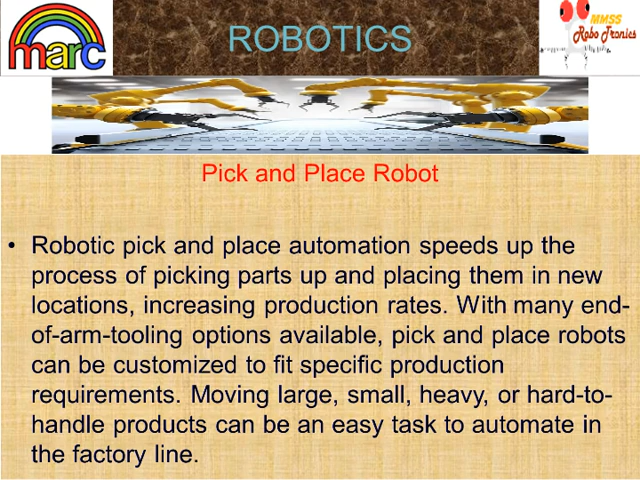 marc
ROBOTICS
MMSS
Robo Tronics
Pick and Place Robot
• Robotic pick and place automation speeds up the
process of picking parts up and placing them in new
locations, increasing production rates. With many end-
of-arm-tooling options available, pick and place robots
can be customized to fit specific production
requirements. Moving large, small, heavy, or hard-to-
handle products can be an easy task to automate in
the factory line.